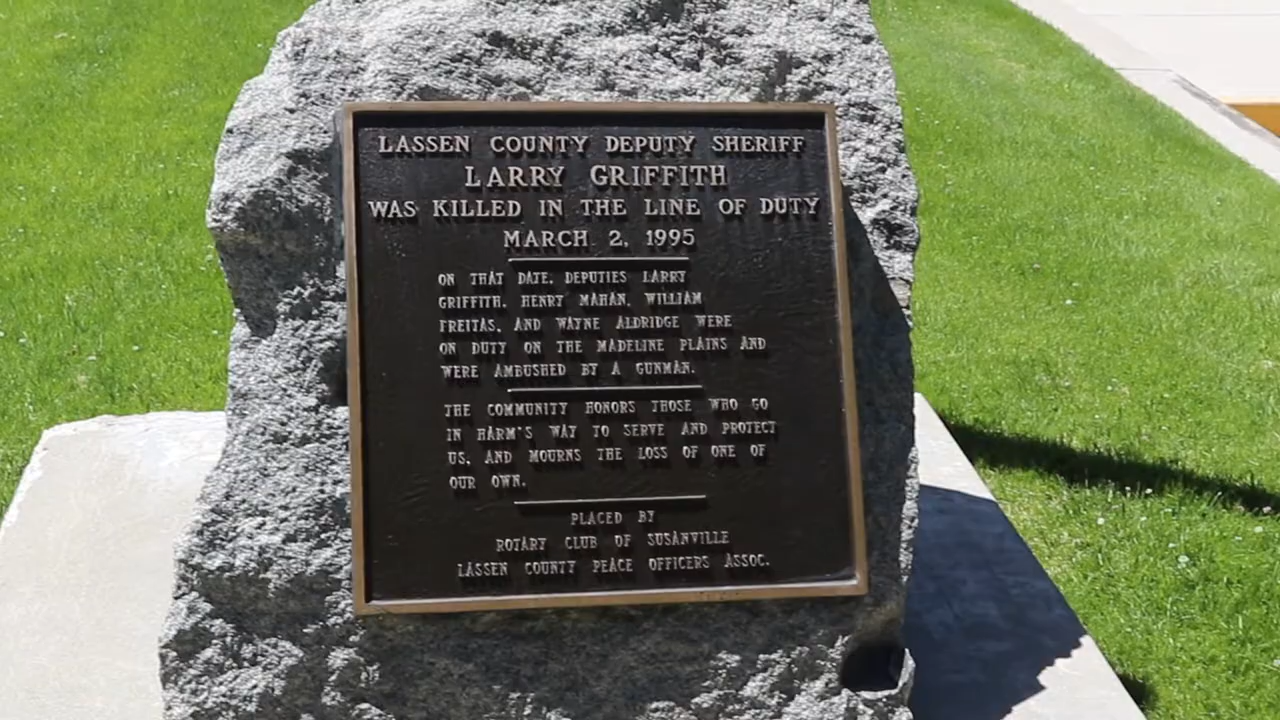 LASSEN COUNTY DEPUTY SHERIFF
LARRY GRIFFITH
WAS KILLED IN THE LINE OF DUTY
MARCH 2, 1995
ON THAT DATE, DEPUTIES LARRY
GRIFFITH, HENRY MAHAN, WILLIAM
FREITAS, AND WAYNE ALDRIDGE WERE
ON DUTY ON THE MADELINE PLAINS AND
WERE AMBUSHED BY A GUNMAN.
THE COMMUNITY HONORS THOSE WHO GO
IN HARM'S WAY TO SERVE AND PROTECT
US, AND MOURNS THE LOSS OF ONE OF
OUR OWN.
PLACED BY
ROTARY CLUB OF SUSANVILLE
LASSEN COUNTY PEACE OFFICERS ASSOC.